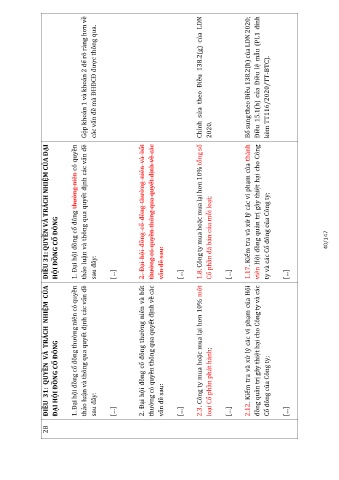 28
ĐIỀU 31: QUYỀN VÀ TRÁCH NHIỆM CỦA
ĐẠI HỘI ĐỒNG CỔ ĐÔNG
1. Đại hội đồng cổ đông thường niên có quyền
thảo luận và thông qua quyết định các vấn đề
sau đây:
[...]
2. Đại hội đồng cổ đông thường niên và bất
thường có quyền thông qua quyết định về các
vấn đề sau:
[...]
2.3. Công ty mua hoặc mua lại hơn 10% một
loại Cổ phần phát hành;
[...]
2.12. Kiểm tra và xử lý các vi phạm của Hội
đồng quản trị gây thiệt hại cho Công ty và các
Cổ đông của Công ty;
[...]
ĐIỀU 31: QUYỀN VÀ TRÁCH NHIỆM CỦA ĐẠI
HỘI ĐỒNG CỔ ĐÔNG
1. Đại hội đồng cổ đông thường niên có quyền
thảo luận và thông qua quyết định các vấn đề
sau đây:
[...]
2. Đại hội đồng cổ đông thường niên và bất
thường có quyền thông qua quyết định về các
vấn đề sau:
[...]
1.8. Công ty mua hoặc mua lại hơn 10% tổng số
Cổ phần đã bán của mỗi loại;
[...]
1.17. Kiểm tra và xử lý các vi phạm của thành
viên Hội đồng quản trị gây thiệt hại cho Công
ty và các Cổ đông của Công ty;
[...]
Gộp khoản 1 và khoản 2 để rõ ràng hơn về
các vấn đề mà ĐHĐCĐ được thông qua.
Chỉnh sửa theo Điều 138.2(g) của LDN
2020.
Bổ sung theo Điều 138.2(h) của LDN 2020;
Điều 15.1(h) của Điều lệ mẫu (PL1 đính
kèm TT116/2020/TT-BTC).
40/147